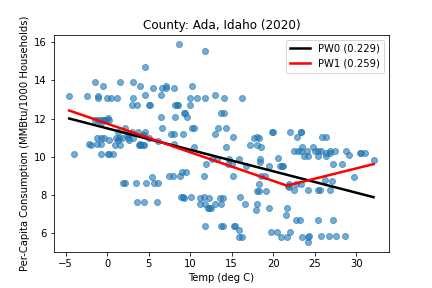 County: Ada, Idaho (2020)
PW0 (0.229)
PW1 (0.259)
Per-Capita Consumption (MMBtu/1000 Households)
16
14
12
10
8
6
−5 0 5 10 15 20 25 30
Temp (deg C)